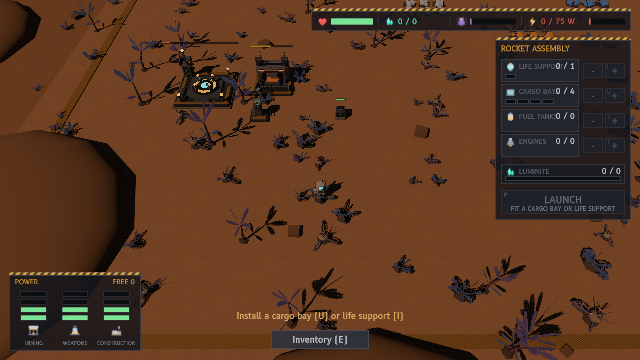 0 / 0
0 / 75 W
ROCKET ASSEMBLY
LIFE SUPPO 0 / 1
CARGO BAY 0 / 4
FUEL TANK 0 / 0
ENGINES 0 / 0
LUMINITE 0 / 0
LAUNCH
FIT A CARGO BAY OR LIFE SUPPORT
POWER FREE 0
MINING WEAPONS CONSTRUCTION
Install a cargo bay [U] or life support [I]
Inventory [E]